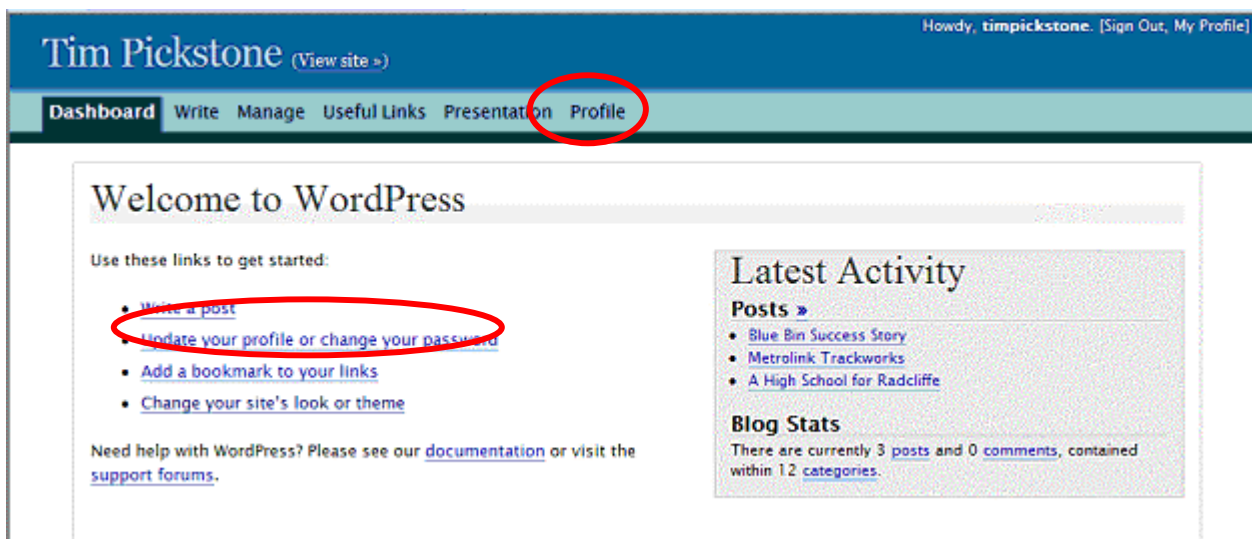 Howdy, timpickstone. [Sign Out, My Profile]
Tim Pickstone (View site »)
Dashboard Write Manage Useful Links Presentation Profile
Welcome to WordPress
Use these links to get started:
Write a post
Update your profile or change your password
Add a bookmark to your links
Change your site's look or theme
Need help with WordPress? Please see our documentation or visit the
support forums.
Latest Activity
Posts »
Blue Bin Success Story
Metrolink Trackworks
A High School for Radcliffe
Blog Stats
There are currently 3 posts and 0 comments, contained
within 12 categories.